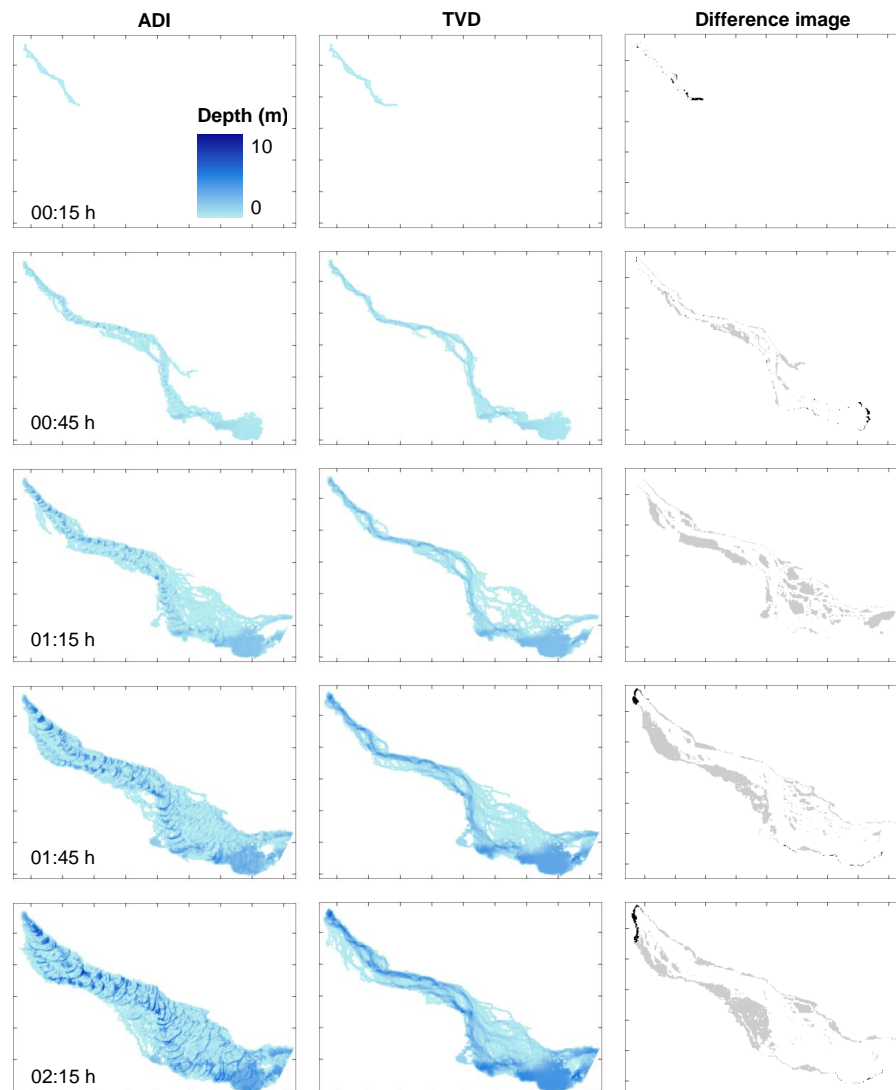 ADI TVD Difference image
Depth (m)
10
0
00:15 h
00:45 h
01:15 h
01:45 h
02:15 h